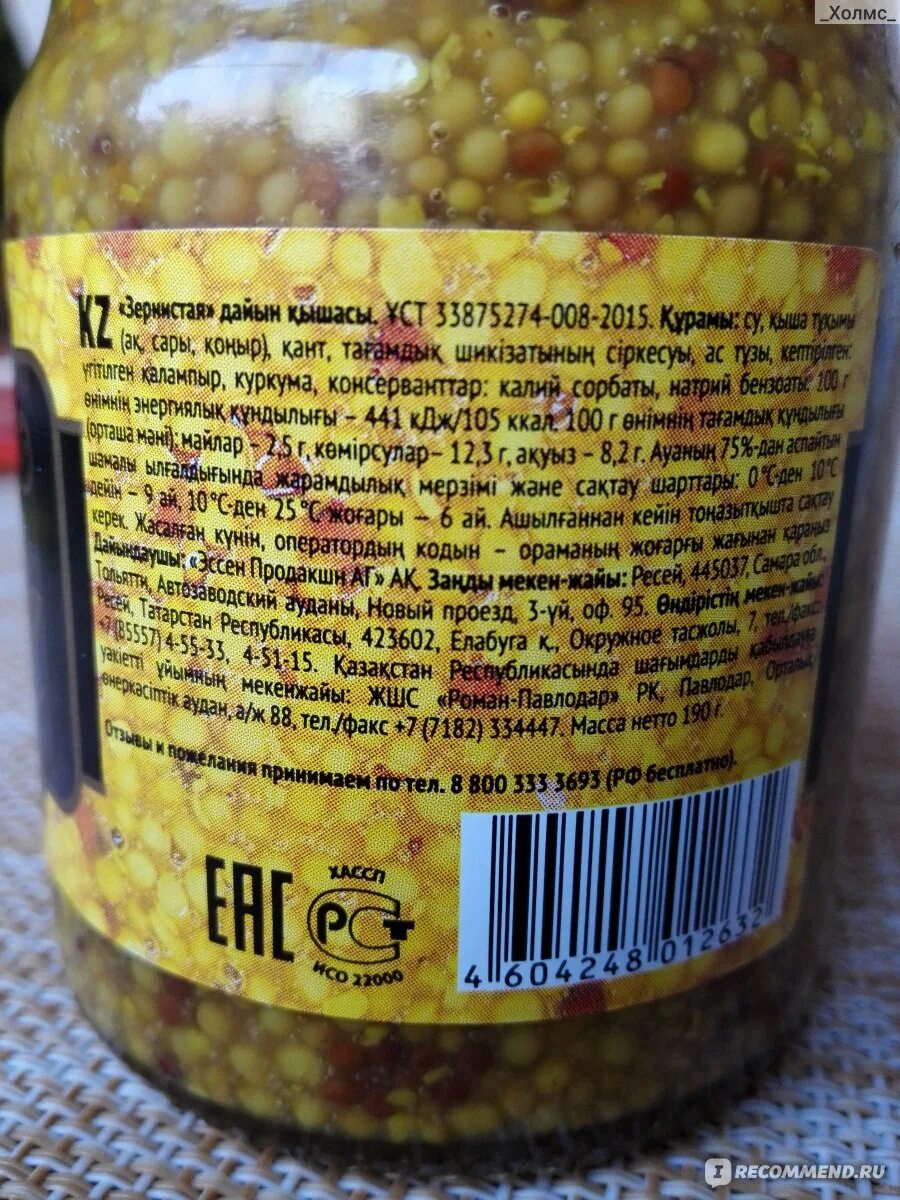 _Холмс_
KZ «Зернистая» дайын қышасы. ҰСТ 33875274-008-2015. Құрамы: су, қыша тұқымы
(ақ, сары, қоңыр), қант, тағамдық шикізатының сіркесуы, ас тұзы, кептірілген:
үгітілген қалампыр, куркума, консерванттар: калий сорбаты, натрий бензоаты. 100 г
өнімнің энергиялық құндылығы – 441 кДж/105 ккал. 100 г өнімнің тағамдық құндылығы
(орташа мәні): майлар – 2,5 г, көмірсулар – 12,3 г, ақуыз – 8,2 г. Ауаның 75%-дан аспайтын
шамалы ылғалдығында жарамдылық мерзімі және сақтау шарттары: 0 °С-ден 10°С
дейін – 9 ай, 10 °С-ден 25 °С жоғары – 6 ай. Ашылғаннан кейін тоңазытқышта сақтау
керек. Жасалған күнін, оператордың кодын – ораманың жоғарғы жағынан қараңыз
Дайындаушы: «Эссен Продакшн АГ» АҚ. Заңды мекен-жайы: Ресей, 445037, Самара обл.,
Тольятти, Автозаводский ауданы, Новый проезд, 3-үй, оф. 95. Өндірістің мекен-жайы:
Ресей, Татарстан Республикасы, 423602, Елабуга қ., Окружное тасжолы, 7, тел./факс:
+7(85557) 4-55-33, 4-51-15. Қазақстан Республикасында шағымдарды қабылдауға
уәкілетті ұйымның мекенжайы: ЖШС «Роман-Павлодар» РК, Павлодар, Орталық
өнеркәсіптік аудан, а/ж 88, тел./факс +7 (7182) 334447. Масса нетто 190 г.
Отзывы и пожелания принимаем по тел. 8 800 333 3693 (РФ бесплатно).
EAC
ХАССП
РСТ
ИСО 22000
4 604248 012632
IRECOMMEND.RU